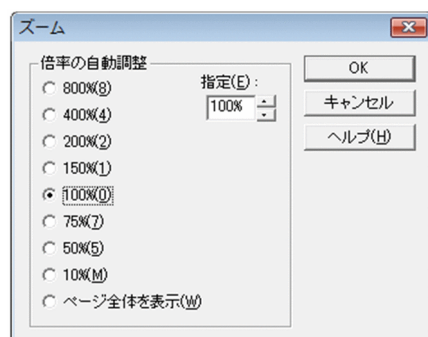 ズーム
倍率の自動調整
800%(8)
400%(4)
200%(2)
150%(1)
100%(0)
75%(7)
50%(5)
10%(M)
ページ全体を表示(W)
指定(E):
100%
OK
キャンセル
ヘルプ(H)